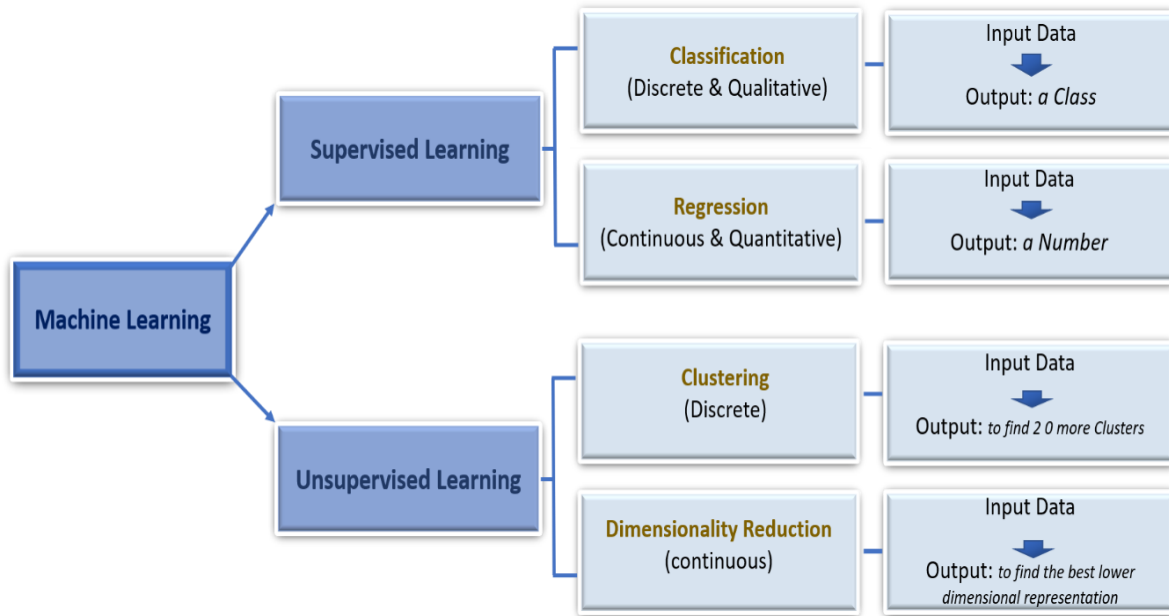 Machine Learning
Supervised Learning
Classification
(Discrete & Qualitative)
Input Data
Output: a Class
Regression
(Continuous & Quantitative)
Input Data
Output: a Number
Unsupervised Learning
Clustering
(Discrete)
Input Data
Output: to find 2 0 more Clusters
Dimensionality Reduction
(continuous)
Input Data
Output: to find the best lower
dimensional representation